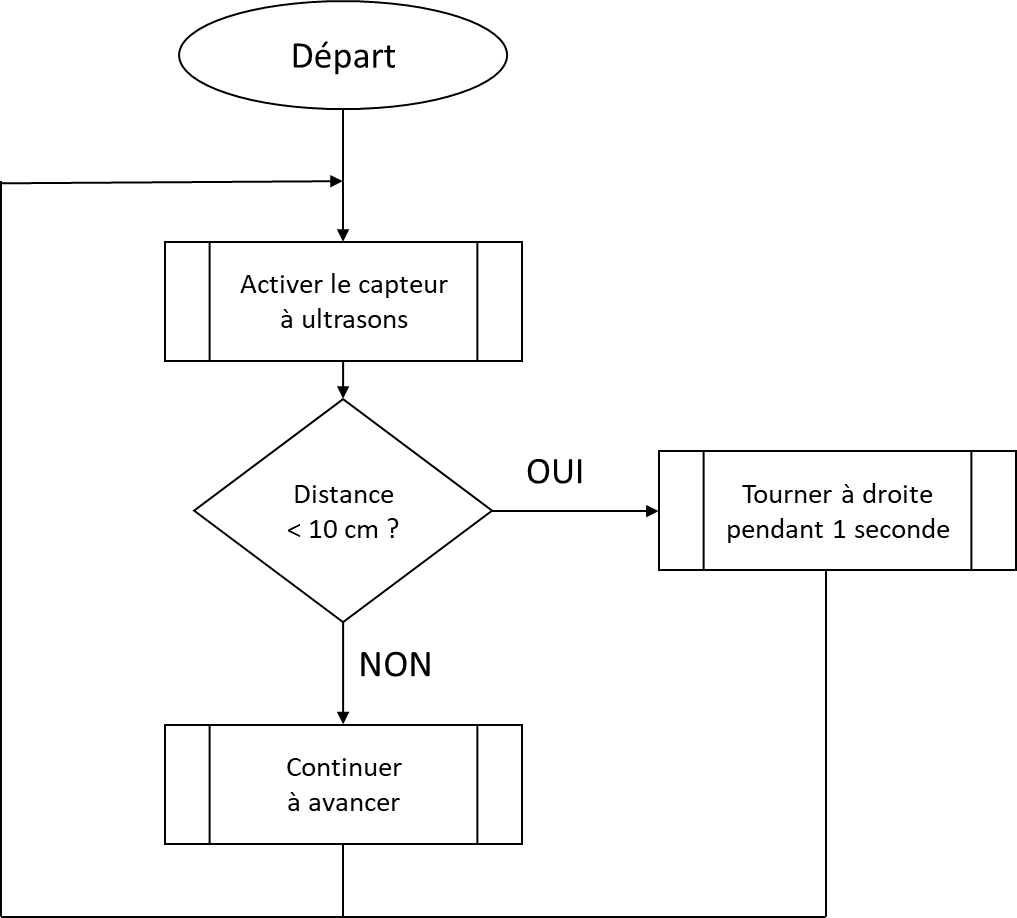 Départ
Activer le capteur
à ultrasons
Distance
< 10 cm ?
OUI
Tourner à droite
pendant 1 seconde
NON
Continuer
à avancer